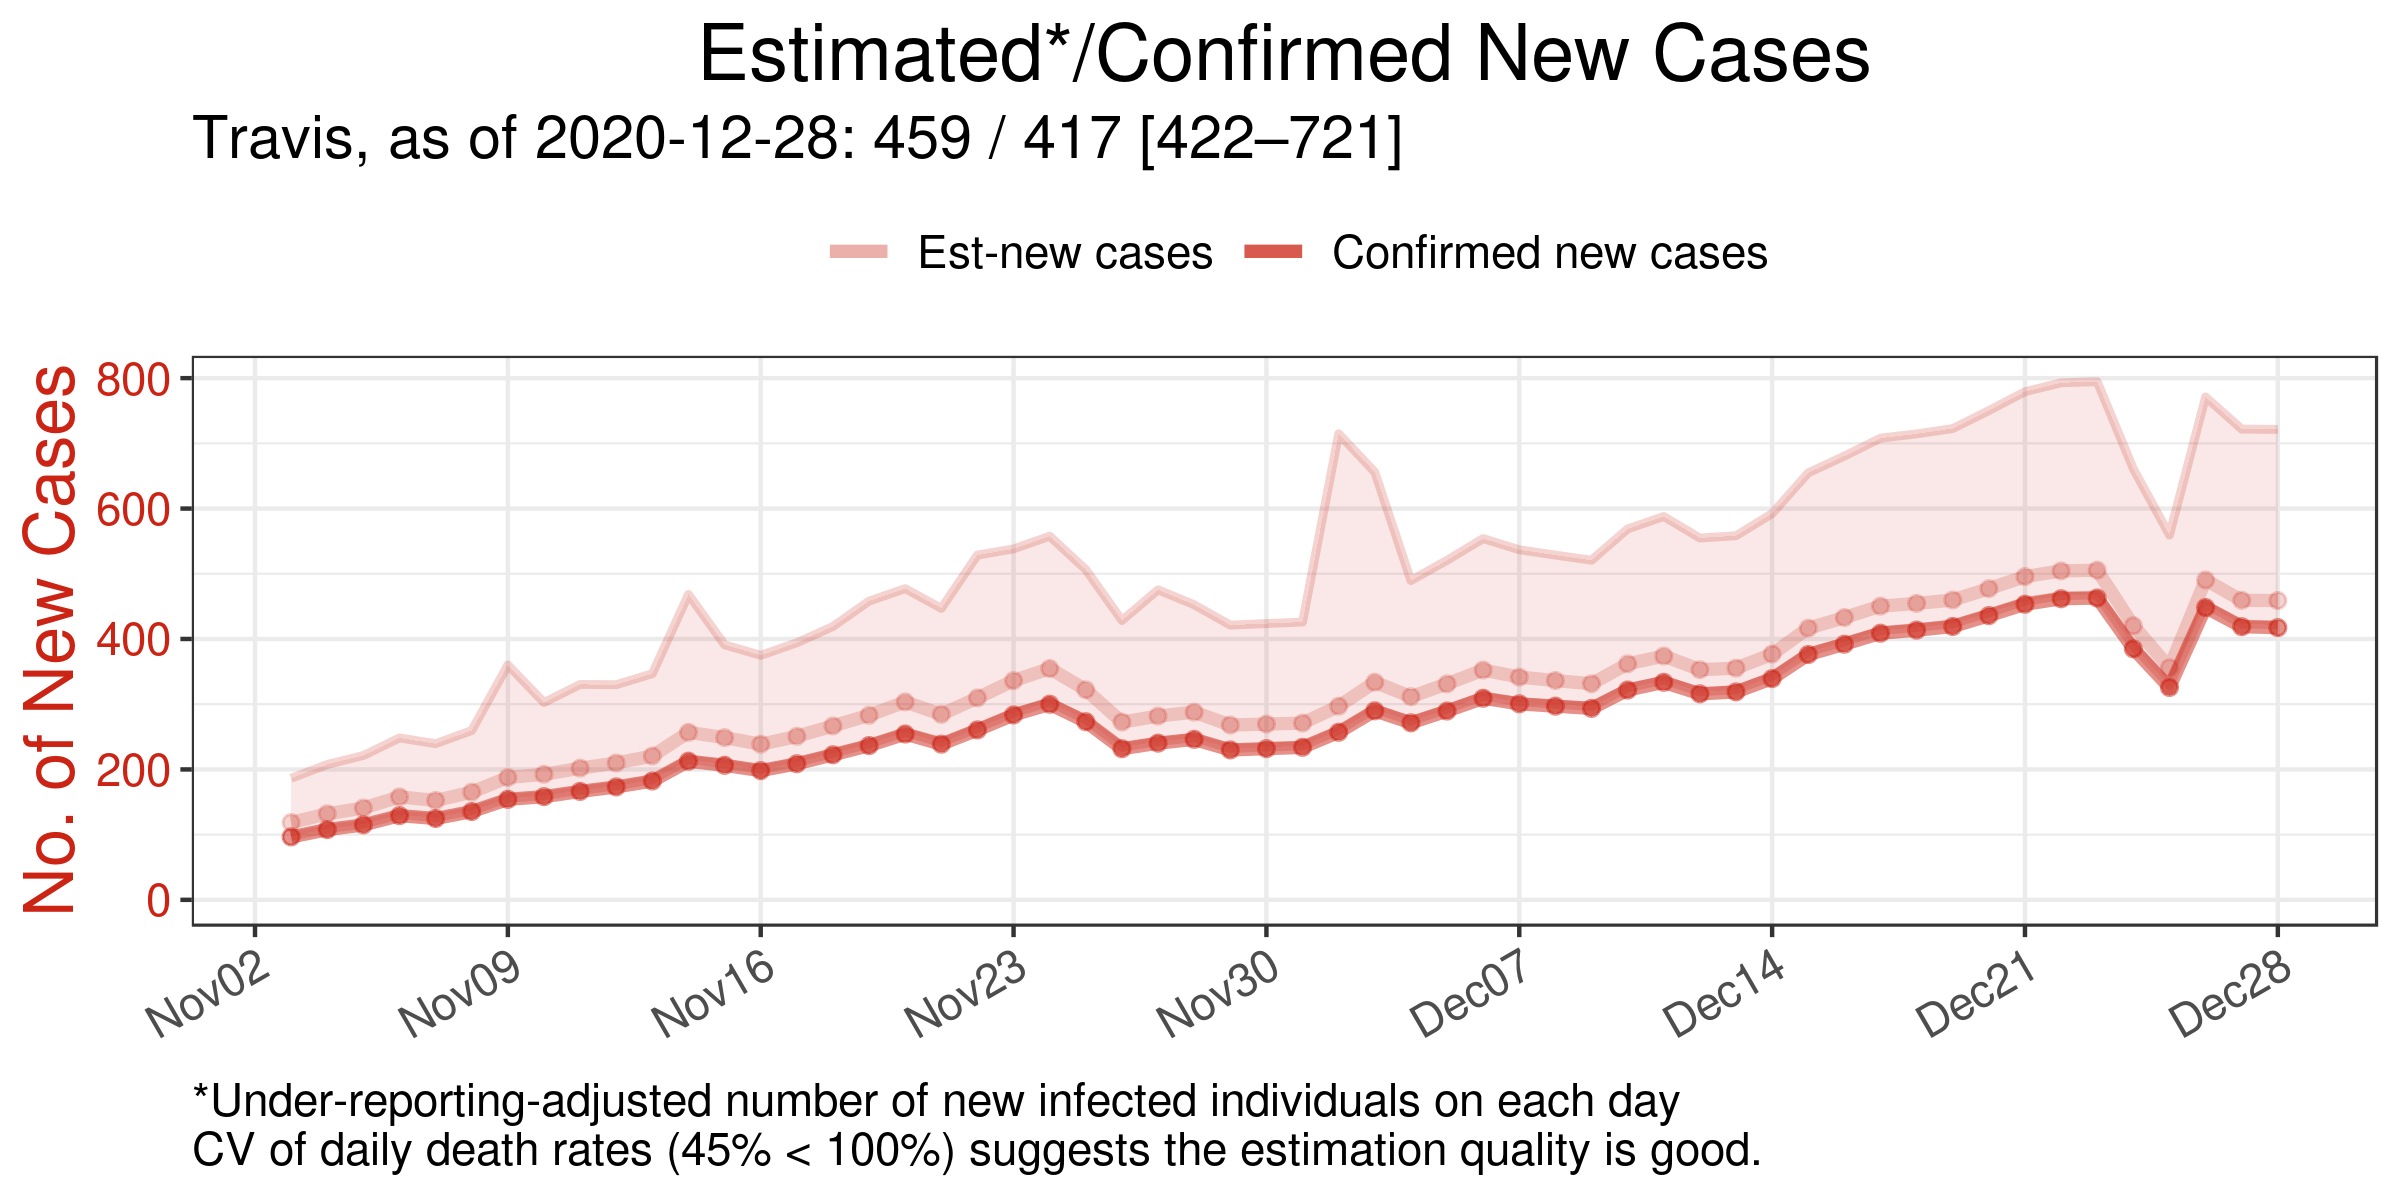 Estimated*/Confirmed New Cases
Travis, as of 2020-12-28: 459 / 417 [422–721]
Est-new cases Confirmed new cases
No. of New Cases
800
600
400
200
0
Nov02 Nov09 Nov16 Nov23 Nov30 Dec07 Dec14 Dec21 Dec28
*Under-reporting-adjusted number of new infected individuals on each day
CV of daily death rates (45% < 100%) suggests the estimation quality is good.